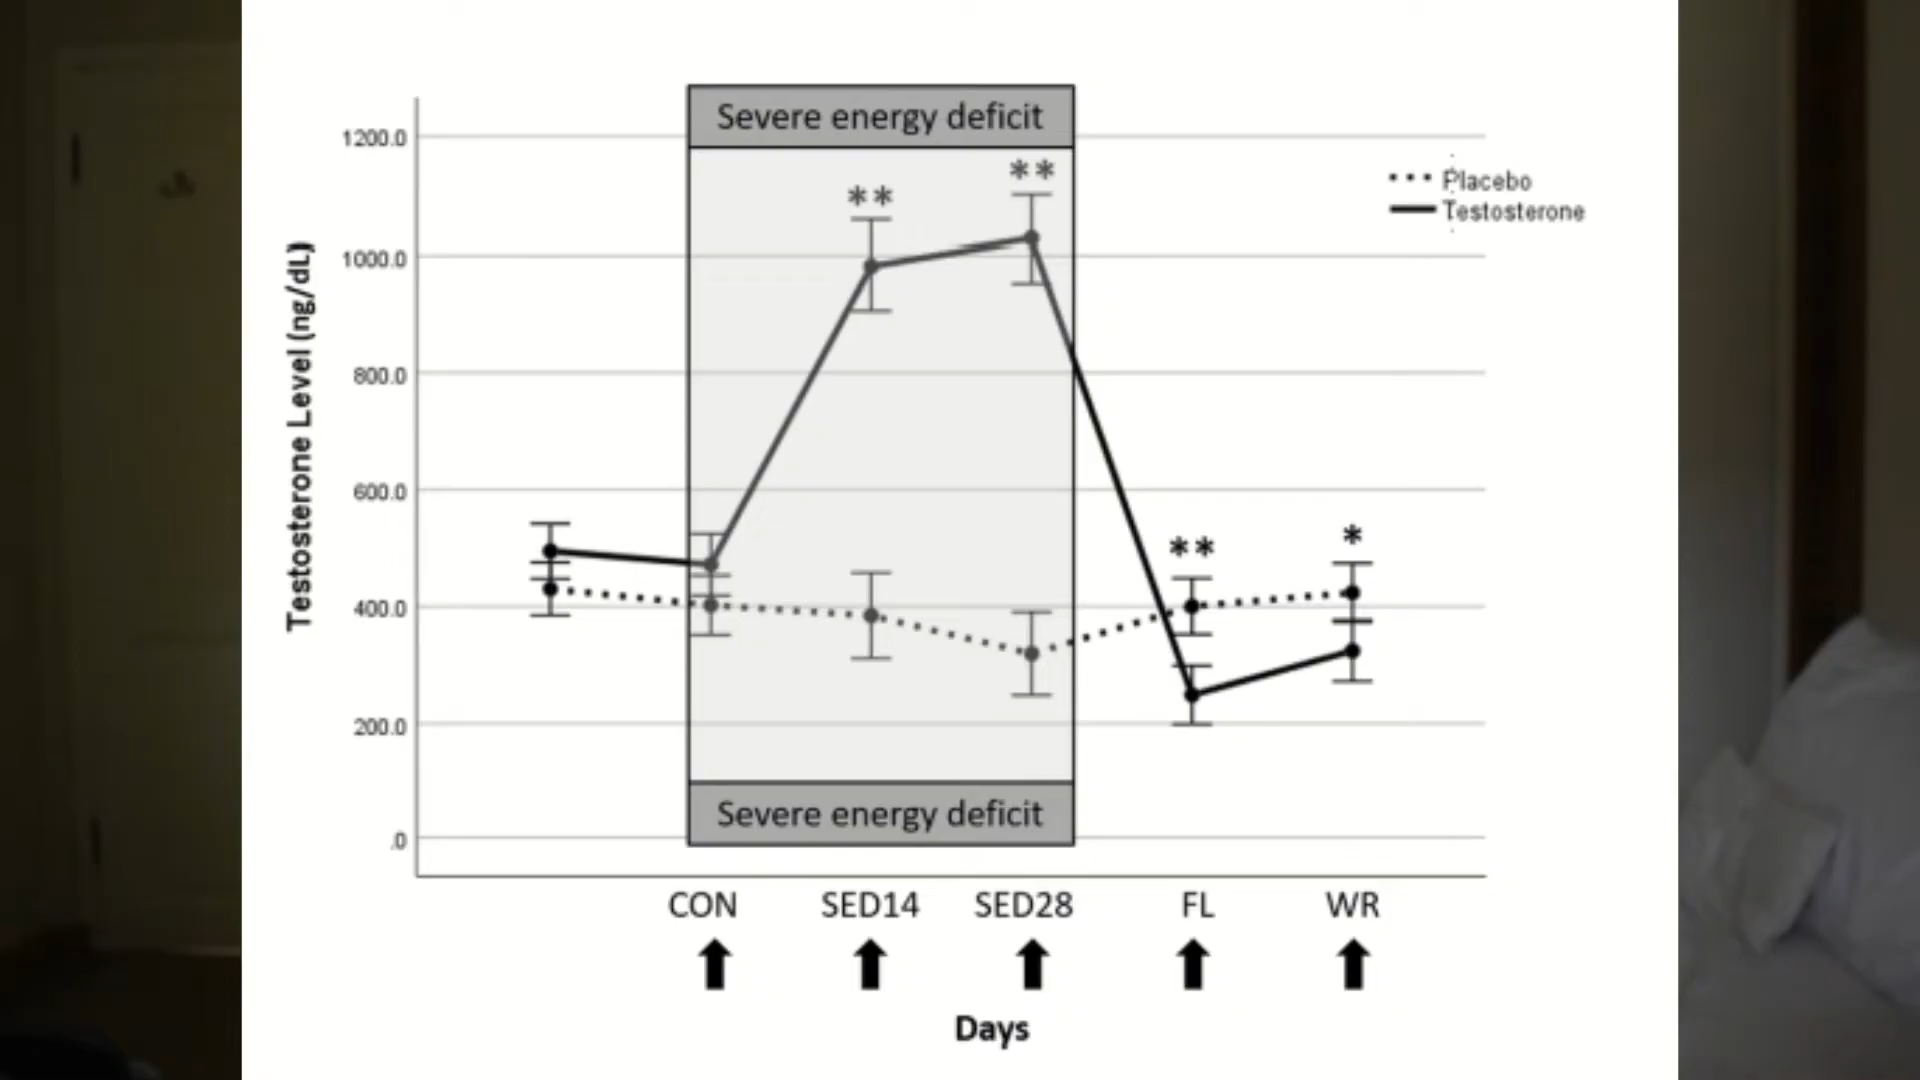 Severe energy deficit
1200.0
1000.0
800.0
600.0
400.0
200.0
.0
Testosterone Level (ng/dL)
**
**
**
*
Placebo
Testosterone
Severe energy deficit
CON SED14 SED28 FL WR
Days